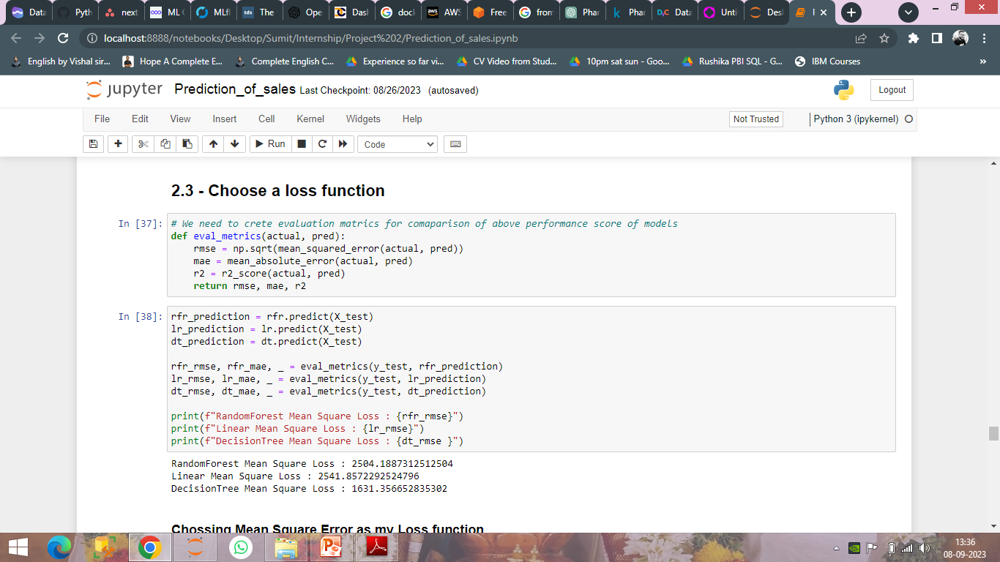 Data
Pyth
next
ML C
MLfl
tds The
Ope
Dasl
doc
aws AWS
Free
from
Phar
k Phar
DVC Data
Unti
Des
localhost:8888/notebooks/Desktop/Sumit/Internship/Project%202/Prediction_of_sales.ipynb
English by Vishal sir...
Hope A Complete E...
Complete English C...
Experience so far vi...
CV Video from Stud...
10pm sat sun - Goo...
Rushika PBI SQL - G...
IBM Courses
»
jupyter Prediction_of_sales Last Checkpoint: 08/26/2023 (autosaved)
Logout
File Edit View Insert Cell Kernel Widgets Help
Not Trusted
Python 3 (ipykernel)
Run
Code
2.3 - Choose a loss function
In [37]:
# We need to crete evaluation matrics for comaparison of above performance score of models
def eval_metrics(actual, pred):
    rmse = np.sqrt(mean_squared_error(actual, pred))
    mae = mean_absolute_error(actual, pred)
    r2 = r2_score(actual, pred)
    return rmse, mae, r2
In [38]:
rfr_prediction = rfr.predict(X_test)
lr_prediction = lr.predict(X_test)
dt_prediction = dt.predict(X_test)
rfr_rmse, rfr_mae, _ = eval_metrics(y_test, rfr_prediction)
lr_rmse, lr_mae, _ = eval_metrics(y_test, lr_prediction)
dt_rmse, dt_mae, _ = eval_metrics(y_test, dt_prediction)
print(f"RandomForest Mean Square Loss : {rfr_rmse}")
print(f"Linear Mean Square Loss : {lr_rmse}")
print(f"DecisionTree Mean Square Loss : {dt_rmse }")
RandomForest Mean Square Loss : 2504.1887312512504
Linear Mean Square Loss : 2541.8572292524796
DecisionTree Mean Square Loss : 1631.356652835302
Chossing Mean Square Error as my Loss function
13:36
08-09-2023